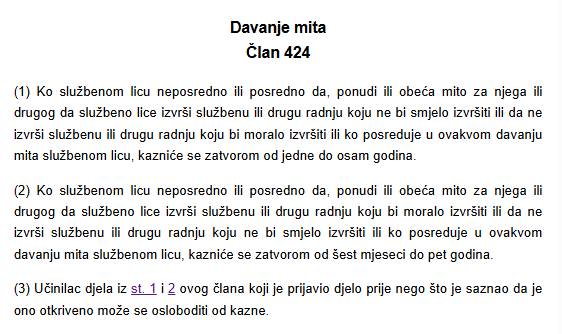 Davanje mita
Član 424
(1) Ko službenom licu neposredno ili posredno da, ponudi ili obeća mito za njega ili
drugog da službeno lice izvrši službenu ili drugu radnju koju ne bi smjelo izvršiti ili da ne
izvrši službenu ili drugu radnju koju bi moralo izvršiti ili ko posreduje u ovakvom davanju
mita službenom licu, kazniće se zatvorom od jedne do osam godina.
(2) Ko službenom licu neposredno ili posredno da, ponudi ili obeća mito za njega ili
drugog da službeno lice izvrši službenu ili drugu radnju koju bi moralo izvršiti ili da ne
izvrši službenu ili drugu radnju koju ne bi smjelo izvršiti ili ko posreduje u ovakvom
davanju mita službenom licu, kazniće se zatvorom od šest mjeseci do pet godina.
(3) Učinilac djela iz st. 1 i 2 ovog člana koji je prijavio djelo prije nego što je saznao da je
ono otkriveno može se osloboditi od kazne.